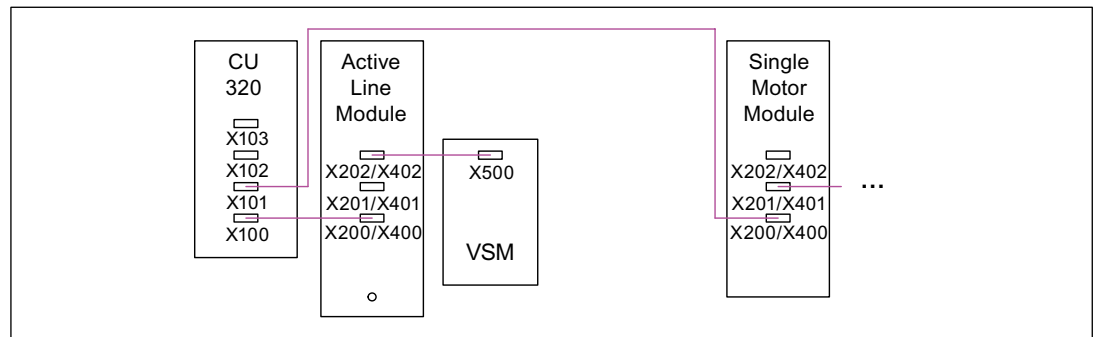 CU
320
X103
X102
X101
X100
Active
Line
Module
X202/X402
X201/X401
X200/X400
X500
VSM
Single
Motor
Module
X202/X402
X201/X401
X200/X400
...